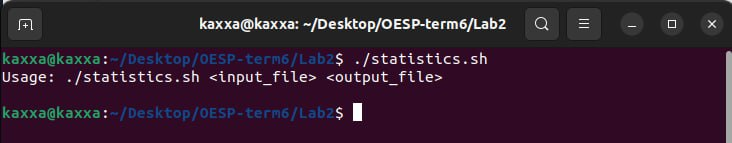 kaxxa@kaxxa: ~/Desktop/OESP-term6/Lab2
kaxxa@kaxxa:~/Desktop/OESP-term6/Lab2$ ./statistics.sh
Usage: ./statistics.sh <input_file> <output_file>
kaxxa@kaxxa:~/Desktop/OESP-term6/Lab2$